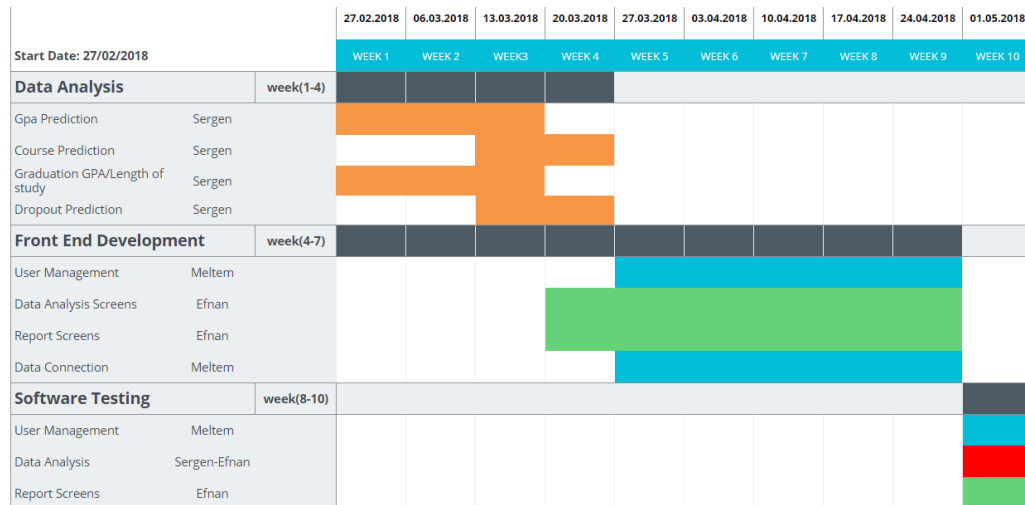 27.02.2018 06.03.2018 13.03.2018 20.03.2018 27.03.2018 03.04.2018 10.04.2018 17.04.2018 24.04.2018 01.05.2018
Start Date: 27/02/2018 WEEK 1 WEEK 2 WEEK3 WEEK 4 WEEK 5 WEEK 6 WEEK 7 WEEK 8 WEEK 9 WEEK 10
Data Analysis week(1-4)
Gpa Prediction Sergen
Course Prediction Sergen
Graduation GPA/Length of
study Sergen
Dropout Prediction Sergen
Front End Development week(4-7)
User Management Meltem
Data Analysis Screens Efnan
Report Screens Efnan
Data Connection Meltem
Software Testing week(8-10)
User Management Meltem
Data Analysis Sergen-Efnan
Report Screens Efnan